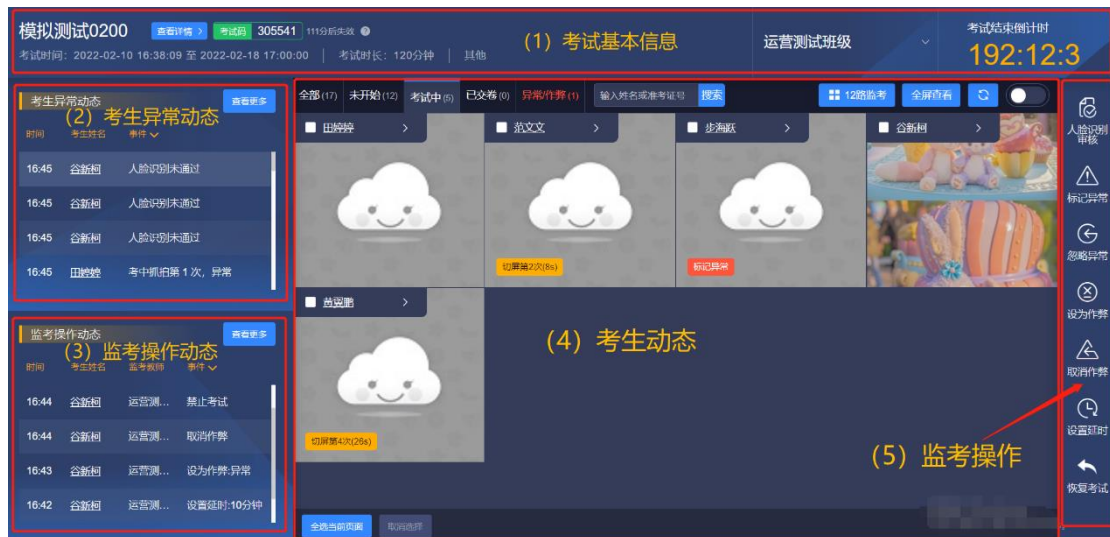 模拟测试0200 查看详情 > 考试码 305541 111分后失效
考试时间：2022-02-10 16:38:09 至 2022-02-18 17:00:00 | 考试时长：120分钟 | 其他
（1）考试基本信息
运营测试班级
考试结束倒计时
192:12:3
考生异常动态 查看更多
（2）考生异常动态
时间 考生姓名 事件
16:45 谷新柯 人脸识别未通过
16:45 谷新柯 人脸识别未通过
16:45 谷新柯 人脸识别未通过
16:45 田婷婷 考中抓拍第 1 次，异常
监考操作动态 查看更多
（3）监考操作动态
时间 考生姓名 监考教师 事件
16:44 谷新柯 运营测... 禁止考试
16:44 谷新柯 运营测... 取消作弊
16:43 谷新柯 运营测... 设为作弊:异常
16:42 谷新柯 运营测... 设置延时:10分钟
全部(17) 未开始(12) 考试中(5) 已交卷(0) 异常/作弊(1) 输入姓名或准考证号 搜索 12路监考 全屏查看
田婷婷 > 范文文 > 步海跃 > 谷新柯 >
切屏第2次(8s) 标记异常
苗翼鹏 >
（4）考生动态
切屏第4次(26s)
全选当前页面 取消选择
人脸识别
审核
标记异常
忽略异常
设为作弊
取消作弊
设置延时
恢复考试
（5）监考操作